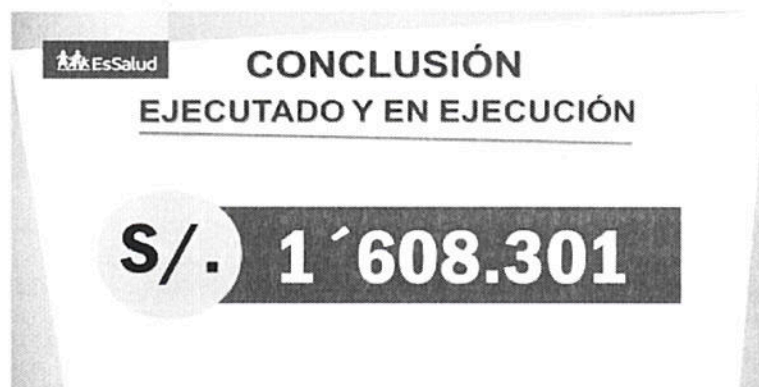 EsSalud
CONCLUSIÓN
EJECUTADO Y EN EJECUCIÓN
S/. 1´608.301